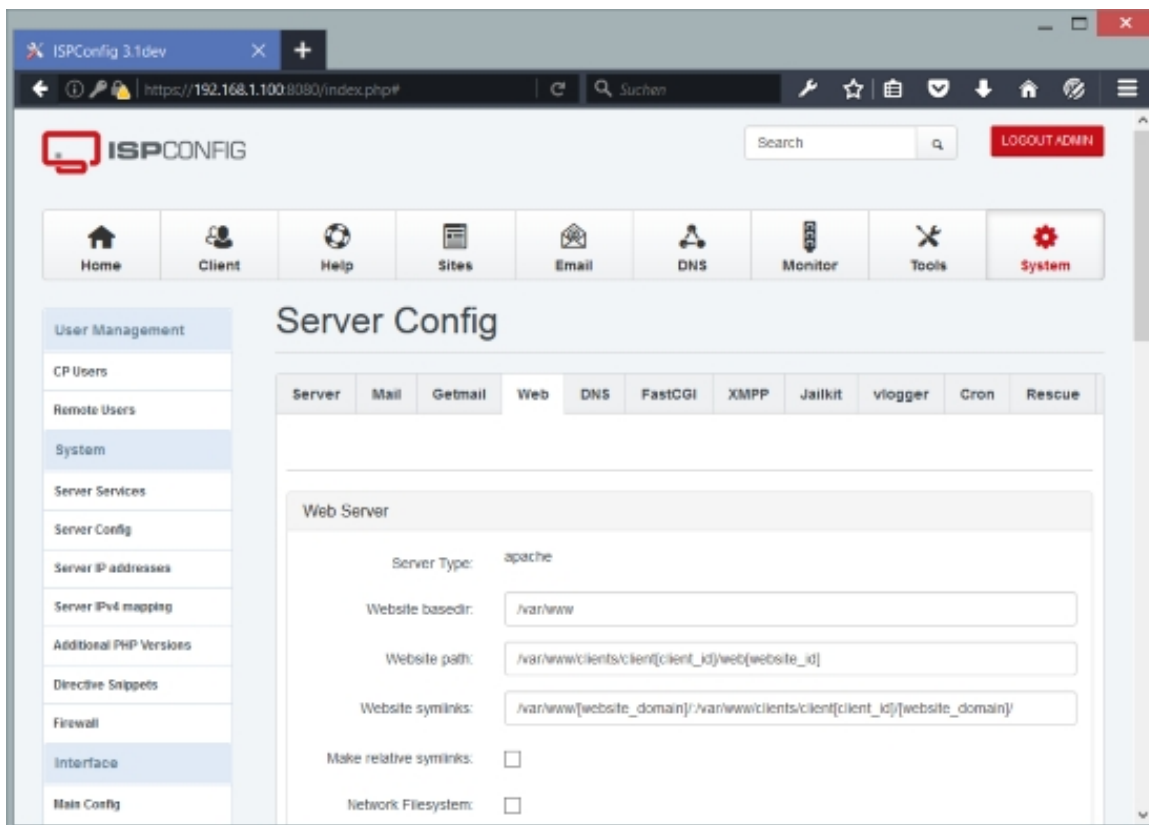 ISPConfig 3.1dev
https://192.168.1.100:8080/index.php#
Suchen
ISPCONFIG
Search
LOGOUT ADMIN
Home Client Help Sites Email DNS Monitor Tools System
User Management
CP Users
Remote Users
System
Server Services
Server Config
Server IP addresses
Server IPv4 mapping
Additional PHP Versions
Directive Snippets
Firewall
Interface
Main Config
Server Config
Server Mail Getmail Web DNS FastCGI XMPP Jailkit vlogger Cron Rescue
Web Server
Server Type: apache
Website basedir: /var/www
Website path: /var/www/clients/client[client_id]/web[website_id]
Website symlinks: /var/www/[website_domain]/:/var/www/clients/client[client_id]/[website_domain]/
Make relative symlinks:
Network Filesystem: